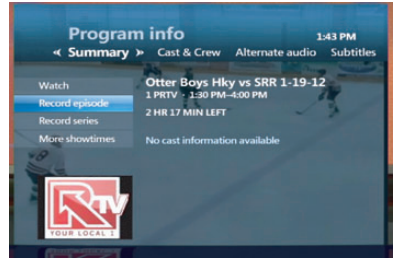 Program info
1:43 PM
Summary Cast & Crew Alternate audio Subtitles
Watch
Record episode
Record series
More showtimes
Otter Boys Hky vs SRR 1-19-12
1 PRTV · 1:30 PM-4:00 PM
2 HR 17 MIN LEFT
No cast information available
R TV
YOUR LOCAL 1